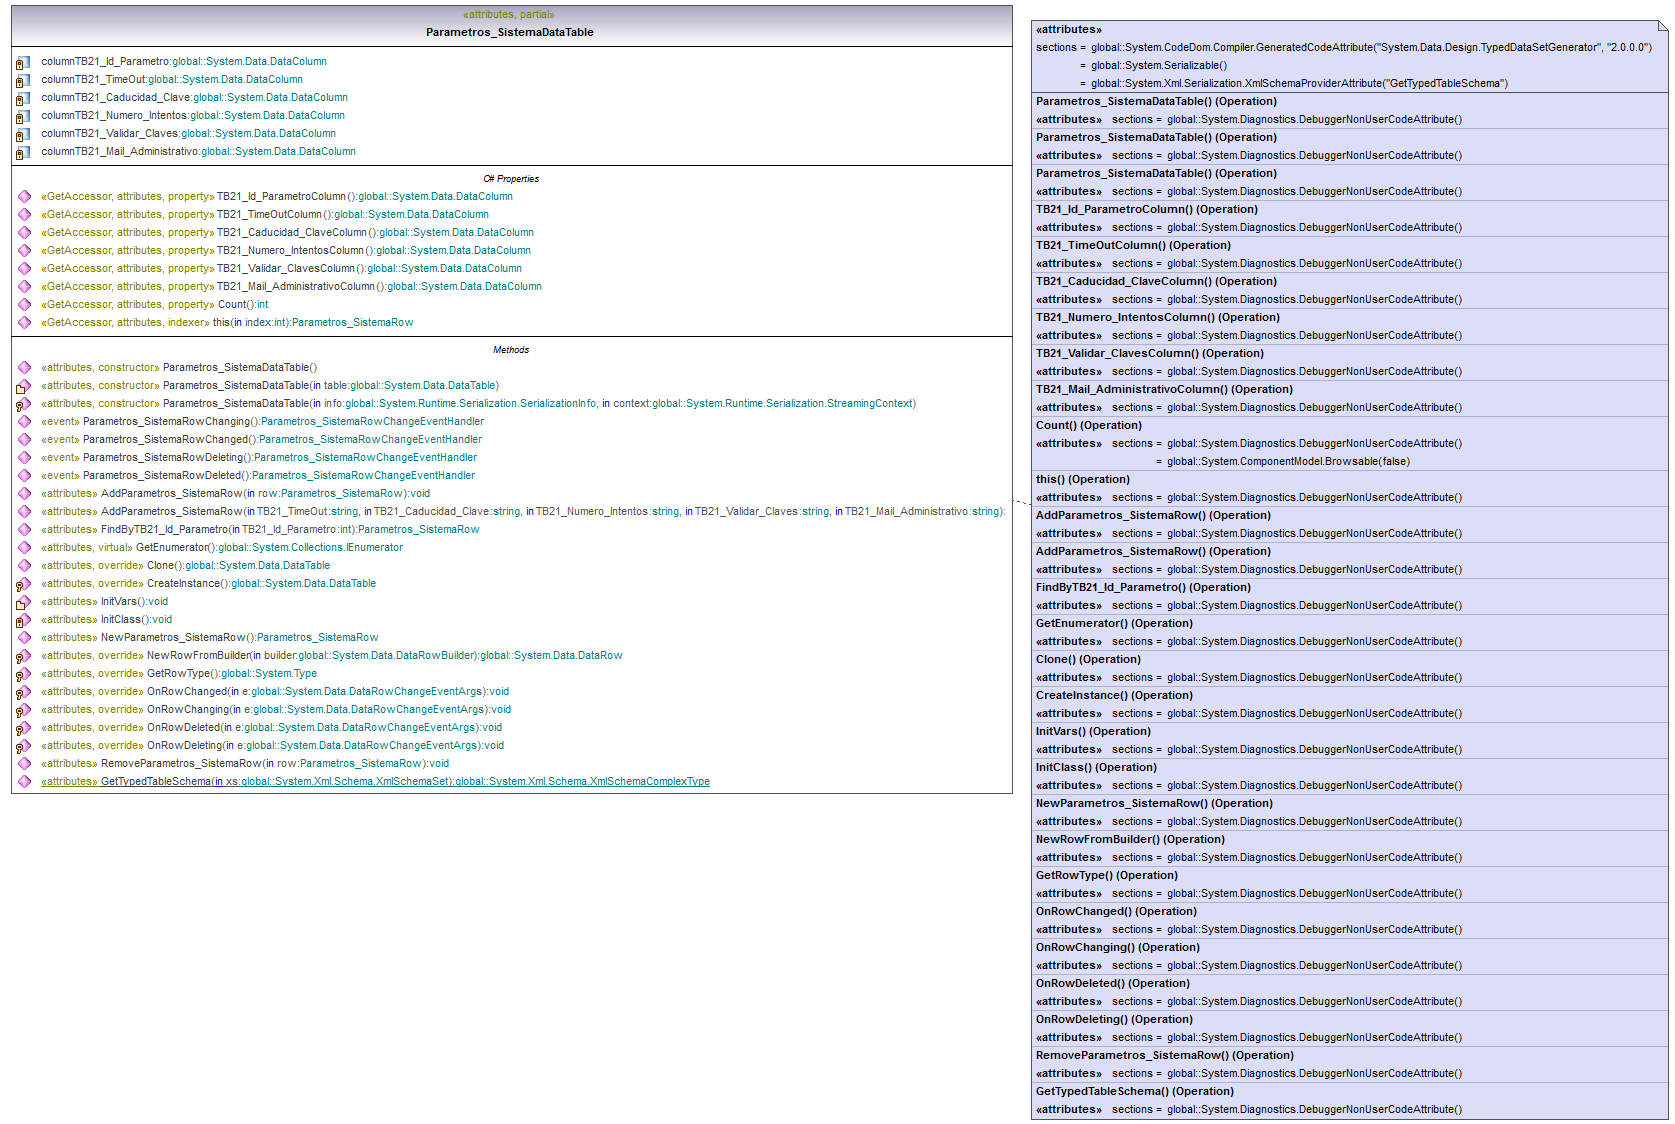 «attributes, partial»
Parametros_SistemaDataTable
columnTB21_Id_Parametro:global::System.Data.DataColumn
columnTB21_TimeOut:global::System.Data.DataColumn
columnTB21_Caducidad_Clave:global::System.Data.DataColumn
columnTB21_Numero_Intentos:global::System.Data.DataColumn
columnTB21_Validar_Claves:global::System.Data.DataColumn
columnTB21_Mail_Administrativo:global::System.Data.DataColumn
C# Properties
«GetAccessor, attributes, property» TB21_Id_ParametroColumn():global::System.Data.DataColumn
«GetAccessor, attributes, property» TB21_TimeOutColumn():global::System.Data.DataColumn
«GetAccessor, attributes, property» TB21_Caducidad_ClaveColumn():global::System.Data.DataColumn
«GetAccessor, attributes, property» TB21_Numero_IntentosColumn():global::System.Data.DataColumn
«GetAccessor, attributes, property» TB21_Validar_ClavesColumn():global::System.Data.DataColumn
«GetAccessor, attributes, property» TB21_Mail_AdministrativoColumn():global::System.Data.DataColumn
«GetAccessor, attributes, property» Count():int
«GetAccessor, attributes, indexer» this(in index:int):Parametros_SistemaRow
Methods
«attributes, constructor» Parametros_SistemaDataTable()
«attributes, constructor» Parametros_SistemaDataTable(in table:global::System.Data.DataTable)
«attributes, constructor» Parametros_SistemaDataTable(in info:global::System.Runtime.Serialization.SerializationInfo, in context:global::System.Runtime.Serialization.StreamingContext)
«event» Parametros_SistemaRowChanging():Parametros_SistemaRowChangeEventHandler
«event» Parametros_SistemaRowChanged():Parametros_SistemaRowChangeEventHandler
«event» Parametros_SistemaRowDeleting():Parametros_SistemaRowChangeEventHandler
«event» Parametros_SistemaRowDeleted():Parametros_SistemaRowChangeEventHandler
«attributes» AddParametros_SistemaRow(in row:Parametros_SistemaRow):void
«attributes» AddParametros_SistemaRow(in TB21_TimeOut:string, in TB21_Caducidad_Clave:string, in TB21_Numero_Intentos:string, in TB21_Validar_Claves:string, in TB21_Mail_Administrativo:string):
«attributes» FindByTB21_Id_Parametro(in TB21_Id_Parametro:int):Parametros_SistemaRow
«attributes, virtual» GetEnumerator():global::System.Collections.IEnumerator
«attributes, override» Clone():global::System.Data.DataTable
«attributes, override» CreateInstance():global::System.Data.DataTable
«attributes» InitVars():void
«attributes» InitClass():void
«attributes» NewParametros_SistemaRow():Parametros_SistemaRow
«attributes, override» NewRowFromBuilder(in builder:global::System.Data.DataRowBuilder):global::System.Data.DataRow
«attributes, override» GetRowType():global::System.Type
«attributes, override» OnRowChanged(in e:global::System.Data.DataRowChangeEventArgs):void
«attributes, override» OnRowChanging(in e:global::System.Data.DataRowChangeEventArgs):void
«attributes, override» OnRowDeleted(in e:global::System.Data.DataRowChangeEventArgs):void
«attributes, override» OnRowDeleting(in e:global::System.Data.DataRowChangeEventArgs):void
«attributes» RemoveParametros_SistemaRow(in row:Parametros_SistemaRow):void
«attributes» GetTypedTableSchema(in xs:global::System.Xml.Schema.XmlSchemaSet):global::System.Xml.Schema.XmlSchemaComplexType
«attributes»
sections = global::System.CodeDom.Compiler.GeneratedCodeAttribute("System.Data.Design.TypedDataSetGenerator", "2.0.0.0")
= global::System.Serializable()
= global::System.Xml.Serialization.XmlSchemaProviderAttribute("GetTypedTableSchema")
Parametros_SistemaDataTable() (Operation)
«attributes» sections = global::System.Diagnostics.DebuggerNonUserCodeAttribute()
Parametros_SistemaDataTable() (Operation)
«attributes» sections = global::System.Diagnostics.DebuggerNonUserCodeAttribute()
Parametros_SistemaDataTable() (Operation)
«attributes» sections = global::System.Diagnostics.DebuggerNonUserCodeAttribute()
TB21_Id_ParametroColumn() (Operation)
«attributes» sections = global::System.Diagnostics.DebuggerNonUserCodeAttribute()
TB21_TimeOutColumn() (Operation)
«attributes» sections = global::System.Diagnostics.DebuggerNonUserCodeAttribute()
TB21_Caducidad_ClaveColumn() (Operation)
«attributes» sections = global::System.Diagnostics.DebuggerNonUserCodeAttribute()
TB21_Numero_IntentosColumn() (Operation)
«attributes» sections = global::System.Diagnostics.DebuggerNonUserCodeAttribute()
TB21_Validar_ClavesColumn() (Operation)
«attributes» sections = global::System.Diagnostics.DebuggerNonUserCodeAttribute()
TB21_Mail_AdministrativoColumn() (Operation)
«attributes» sections = global::System.Diagnostics.DebuggerNonUserCodeAttribute()
Count() (Operation)
«attributes» sections = global::System.Diagnostics.DebuggerNonUserCodeAttribute()
= global::System.ComponentModel.Browsable(false)
this() (Operation)
«attributes» sections = global::System.Diagnostics.DebuggerNonUserCodeAttribute()
AddParametros_SistemaRow() (Operation)
«attributes» sections = global::System.Diagnostics.DebuggerNonUserCodeAttribute()
AddParametros_SistemaRow() (Operation)
«attributes» sections = global::System.Diagnostics.DebuggerNonUserCodeAttribute()
FindByTB21_Id_Parametro() (Operation)
«attributes» sections = global::System.Diagnostics.DebuggerNonUserCodeAttribute()
GetEnumerator() (Operation)
«attributes» sections = global::System.Diagnostics.DebuggerNonUserCodeAttribute()
Clone() (Operation)
«attributes» sections = global::System.Diagnostics.DebuggerNonUserCodeAttribute()
CreateInstance() (Operation)
«attributes» sections = global::System.Diagnostics.DebuggerNonUserCodeAttribute()
InitVars() (Operation)
«attributes» sections = global::System.Diagnostics.DebuggerNonUserCodeAttribute()
InitClass() (Operation)
«attributes» sections = global::System.Diagnostics.DebuggerNonUserCodeAttribute()
NewParametros_SistemaRow() (Operation)
«attributes» sections = global::System.Diagnostics.DebuggerNonUserCodeAttribute()
NewRowFromBuilder() (Operation)
«attributes» sections = global::System.Diagnostics.DebuggerNonUserCodeAttribute()
GetRowType() (Operation)
«attributes» sections = global::System.Diagnostics.DebuggerNonUserCodeAttribute()
OnRowChanged() (Operation)
«attributes» sections = global::System.Diagnostics.DebuggerNonUserCodeAttribute()
OnRowChanging() (Operation)
«attributes» sections = global::System.Diagnostics.DebuggerNonUserCodeAttribute()
OnRowDeleted() (Operation)
«attributes» sections = global::System.Diagnostics.DebuggerNonUserCodeAttribute()
OnRowDeleting() (Operation)
«attributes» sections = global::System.Diagnostics.DebuggerNonUserCodeAttribute()
RemoveParametros_SistemaRow() (Operation)
«attributes» sections = global::System.Diagnostics.DebuggerNonUserCodeAttribute()
GetTypedTableSchema() (Operation)
«attributes» sections = global::System.Diagnostics.DebuggerNonUserCodeAttribute()